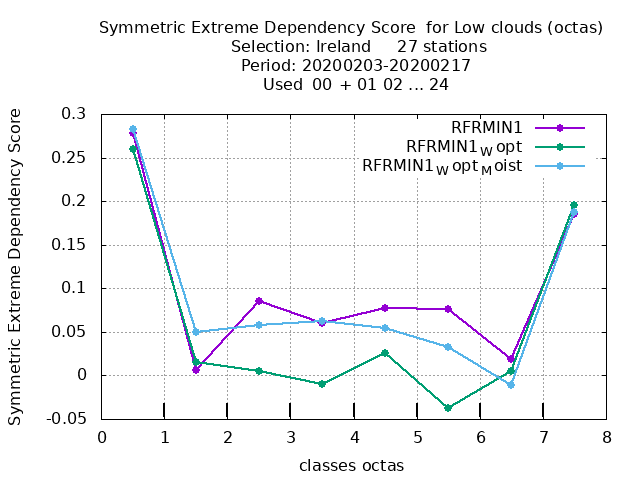 Symmetric Extreme Dependency Score  for Low clouds (octas)
Selection: Ireland     27 stations
Period: 20200203-20200217
Used  00  + 01 02 ... 24
Symmetric Extreme Dependency Score
0.3
0.25
0.2
0.15
0.1
0.05
0
-0.05
RFRMIN1
RFRMIN1Wopt
RFRMIN1WoptMoist
0 1 2 3 4 5 6 7 8
classes octas